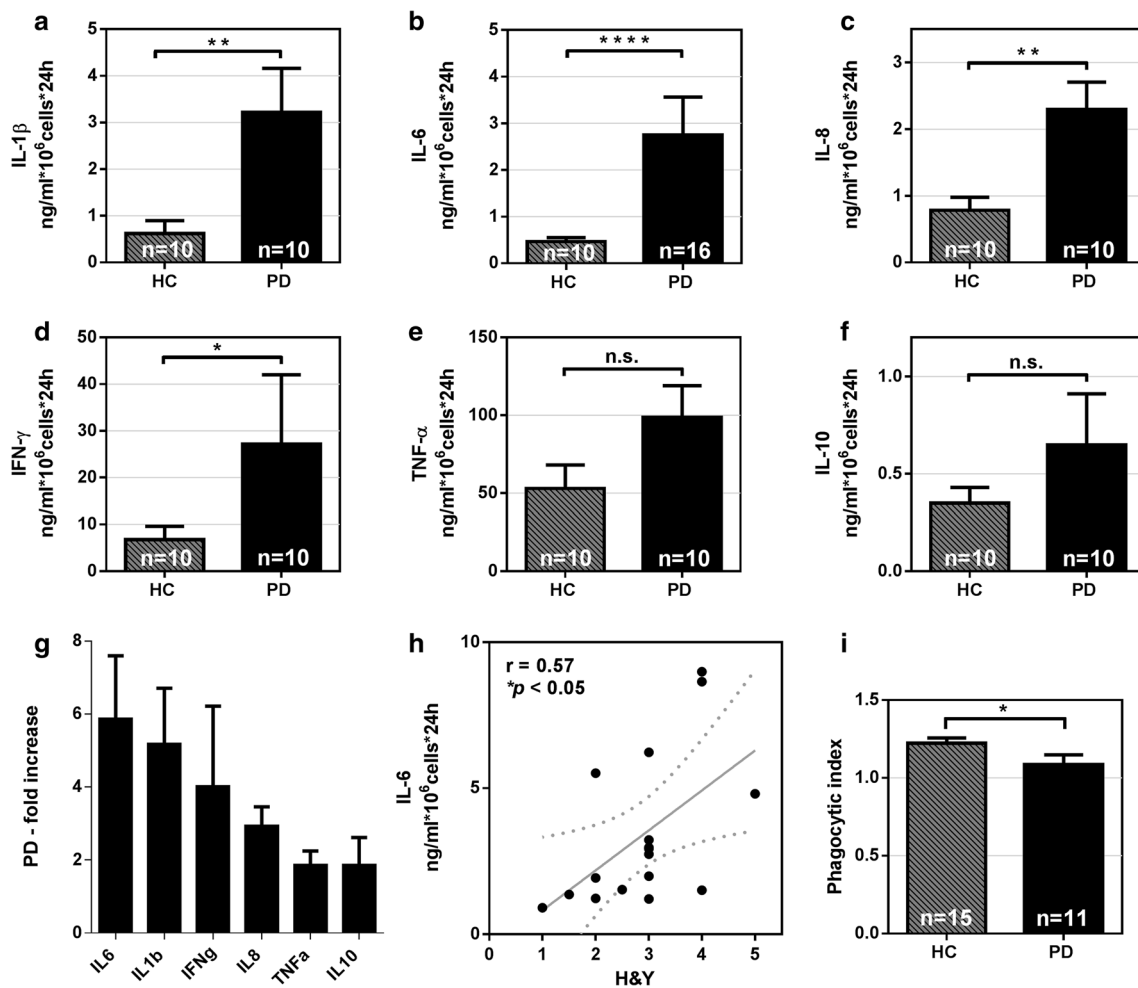 a
IL-1β
ng/ml*10⁶cells*24h
5
4
3
2
1
0
**
n=10
n=10
HC
PD
b
IL-6
ng/ml*10⁶cells*24h
5
4
3
2
1
0
****
n=10
n=16
HC
PD
c
IL-8
ng/ml*10⁶cells*24h
3
2
1
0
**
n=10
n=10
HC
PD
d
IFN-γ
ng/ml*10⁶cells*24h
50
40
30
20
10
0
*
n=10
n=10
HC
PD
e
TNF-α
ng/ml*10⁶cells*24h
150
100
50
0
n.s.
n=10
n=10
HC
PD
f
IL-10
ng/ml*10⁶cells*24h
1.0
0.5
0.0
n.s.
n=10
n=10
HC
PD
g
PD - fold increase
8
6
4
2
0
IL6
IL1b
IFNg
IL8
TNFa
IL10
h
IL-6
ng/ml*10⁶cells*24h
10
5
0
r = 0.57
*p < 0.05
0
1
2
3
4
5
H&Y
i
Phagocytic index
1.5
1.0
0.5
0.0
*
n=15
n=11
HC
PD